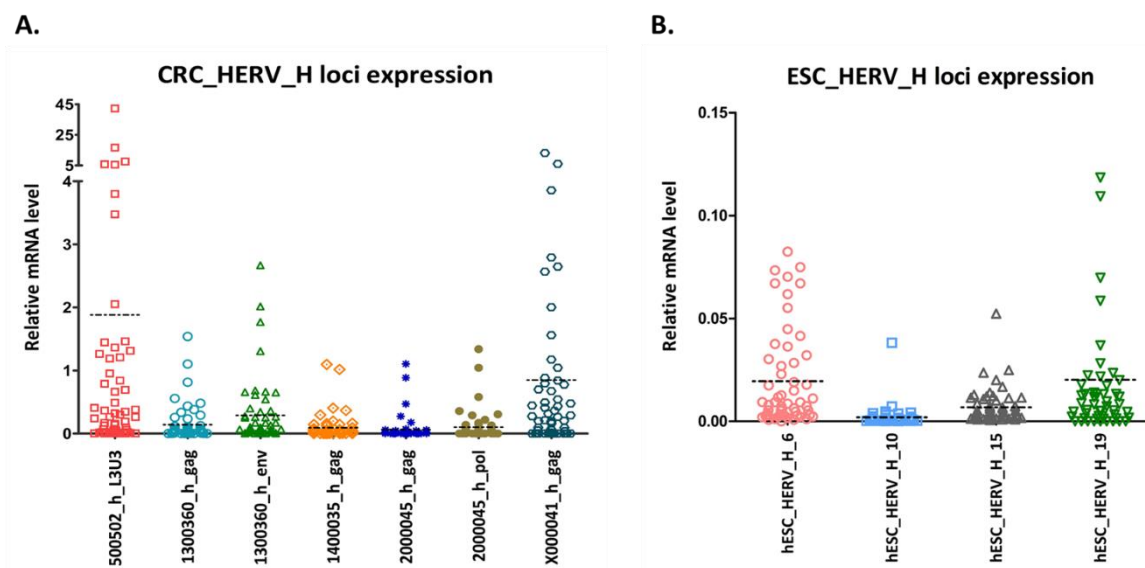 A.
CRC_HERV_H loci expression
Relative mRNA level
45
25
5
4
3
2
1
0
500502_h_L3U3
1300360_h_gag
1300360_h_env
1400035_h_gag
2000045_h_gag
2000045_h_pol
X000041_h_gag
B.
ESC_HERV_H loci expression
Relative mRNA level
0.15
0.10
0.05
0.00
hESC_HERV_H_6
hESC_HERV_H_10
hESC_HERV_H_15
hESC_HERV_H_19